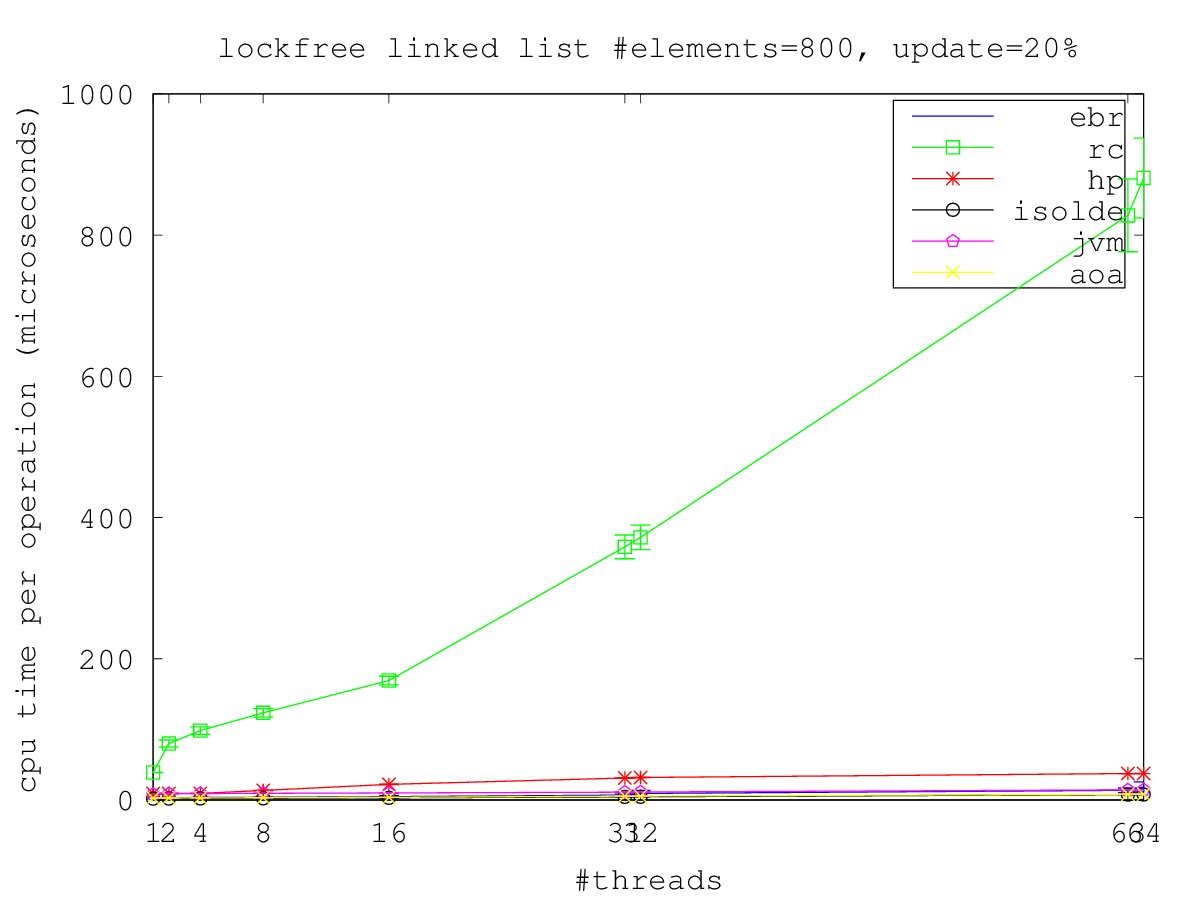 lockfree linked list #elements=800, update=20%
1000
800
600
400
200
0
cpu time per operation (microseconds)
ebr
rc
hp
isolde
jvm
aoa
1 2 4 8 16 31 32 63 64
#threads